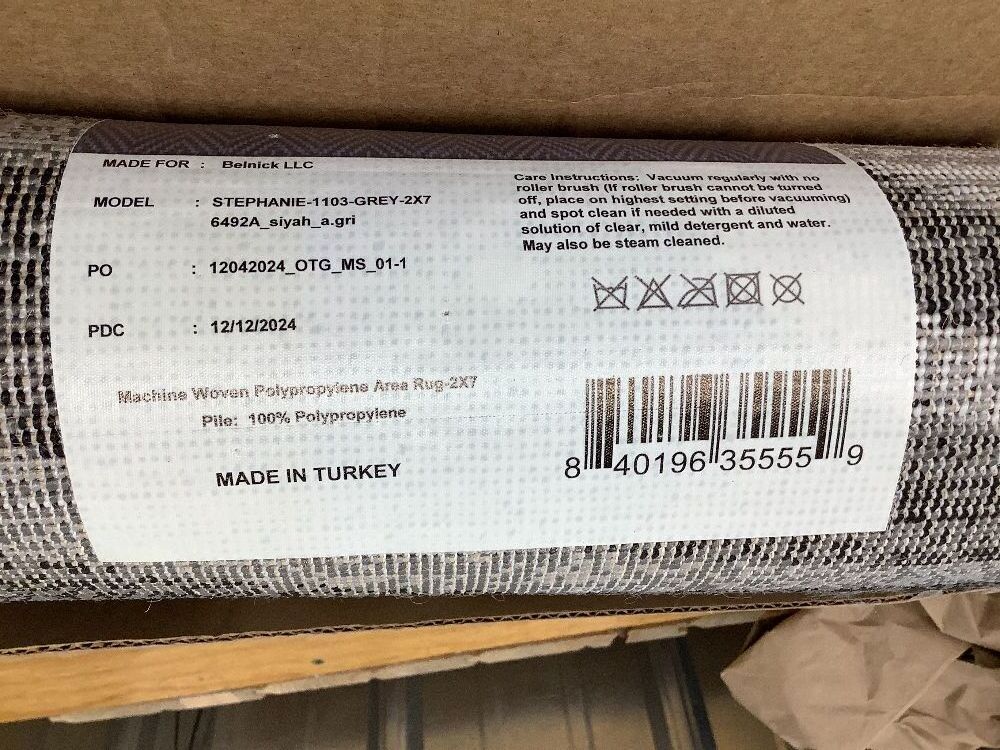 MADE FOR : Belnick LLC
MODEL : STEPHANIE-1103-GREY-2X7
6492A_siyah_a.gri
PO : 12042024_OTG_MS_01-1
PDC : 12/12/2024
Machine Woven Polypropylene Area Rug-2X7
Pile: 100% Polypropylene
MADE IN TURKEY
Care Instructions: Vacuum regularly with no
roller brush (If roller brush cannot be turned
off, place on highest setting before vacuuming)
and spot clean if needed with a diluted
solution of clear, mild detergent and water.
May also be steam cleaned.
8 40196 35555 9